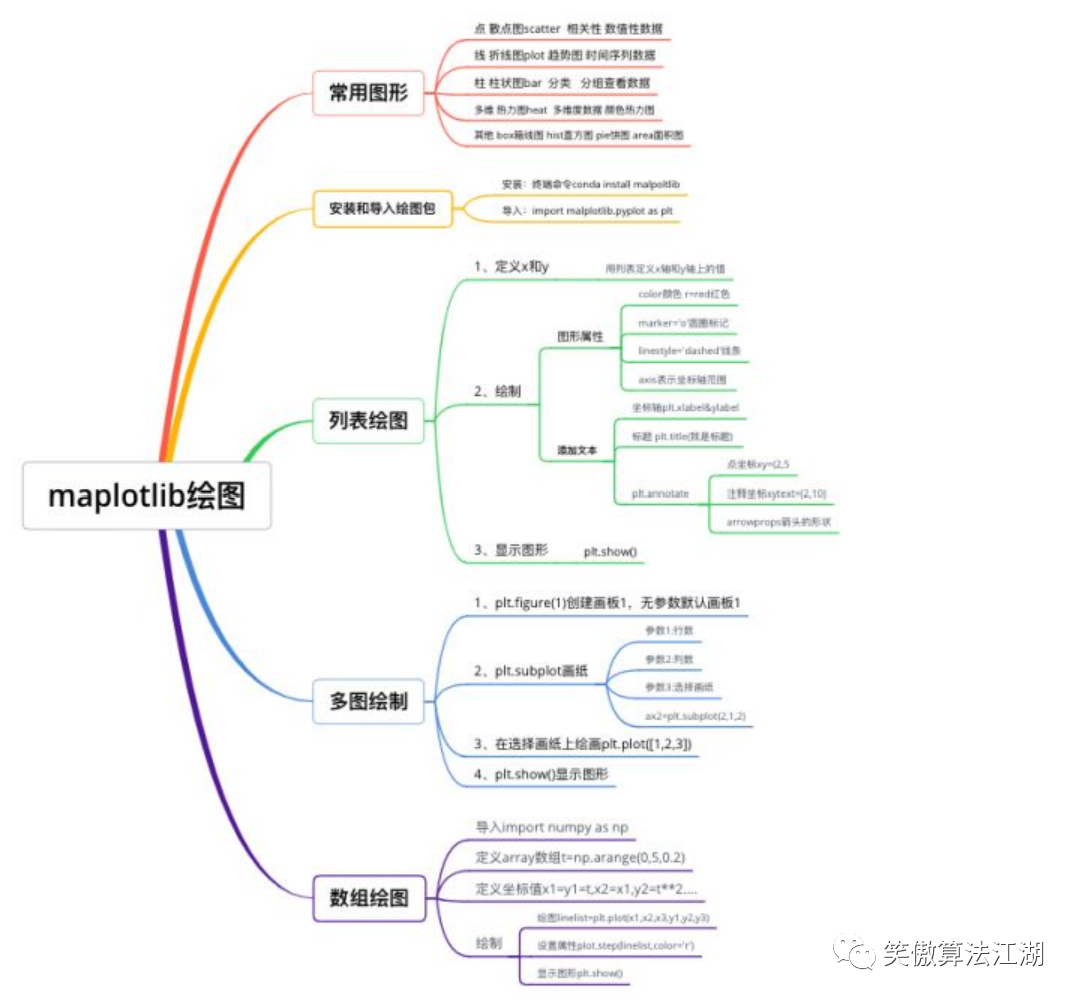 点 散点图scatter 相关性 数值性数据
线 折线图plot 趋势图 时间序列数据
常用图形
柱 柱状图bar 分类 分组查看数据
多维 热力图heat 多维度数据 颜色热力图
其他 box箱线图 hist直方图 pie饼图 area面积图
安装和导入绘图包
安装：终端命令conda install malpoltlib
导入：import malplotlib.pyplot as plt
列表绘图
1、定义x和y
用列表定义x轴和y轴上的值
2、绘制
图形属性
color颜色 r=red红色
marker='o'圆圈标记
linestyle='dashed'线条
axis表示坐标轴范围
添加文本
坐标轴plt.xlabel&ylabel
标题 plt.title(就是标题)
plt.annotate
点坐标xy=(2,5
注释坐标xytext=(2,10)
arrowprops箭头的形状
3、显示图形
plt.show()
maplotlib绘图
多图绘制
1、plt.figure(1)创建画板1，无参数默认画板1
2、plt.subplot画纸
参数1:行数
参数2:列数
参数3:选择画纸
ax2=plt.subplot(2,1,2)
3、在选择画纸上绘画plt.plot([1,2,3])
4、plt.show()显示图形
数组绘图
导入import numpy as np
定义array数组t=np.arange(0,5,0.2)
定义坐标值x1=y1=t,x2=x1,y2=t**2....
绘制
绘图linelist=plt.plot(x1,x2,x3,y1,y2,y3)
设置属性plot.step(linelist,color='r')
显示图形plt.show()
笑傲算法江湖